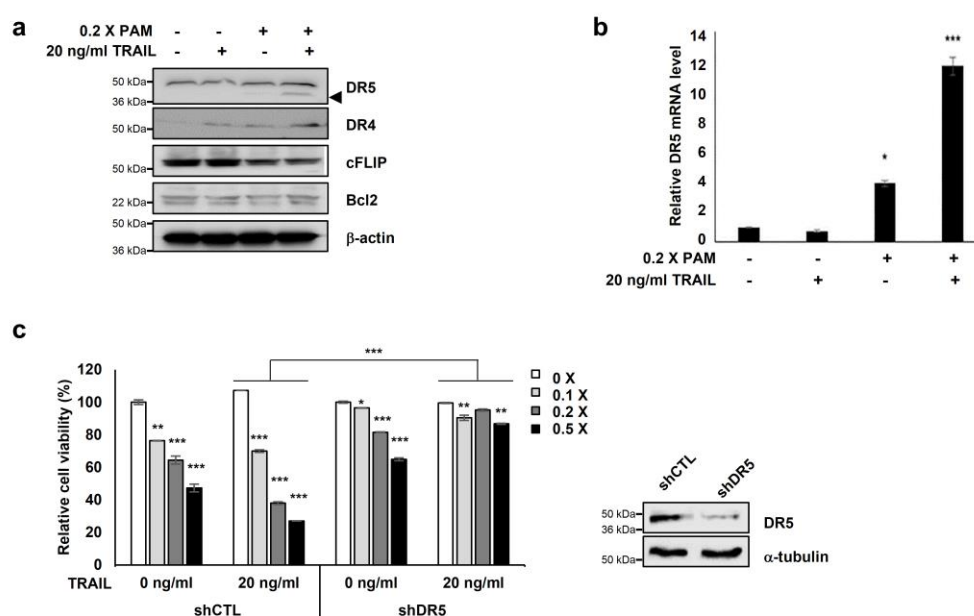 a
0.2 X PAM - - + +
20 ng/ml TRAIL - + - +
50 kDa
36 kDa
DR5
50 kDa
DR4
50 kDa
cFLIP
22 kDa
Bcl2
50 kDa
36 kDa
β-actin
b
Relative DR5 mRNA level
14
12
10
8
6
4
2
0
*
***
0.2 X PAM - - + +
20 ng/ml TRAIL - + - +
c
Relative cell viability (%)
120
100
80
60
40
20
0
***
** *** ***
*** *** ***
* *** ***
** **
0 X
0.1 X
0.2 X
0.5 X
TRAIL 0 ng/ml 20 ng/ml 0 ng/ml 20 ng/ml
shCTL shDR5
shCTL shDR5
50 kDa
36 kDa
DR5
50 kDa
α-tubulin